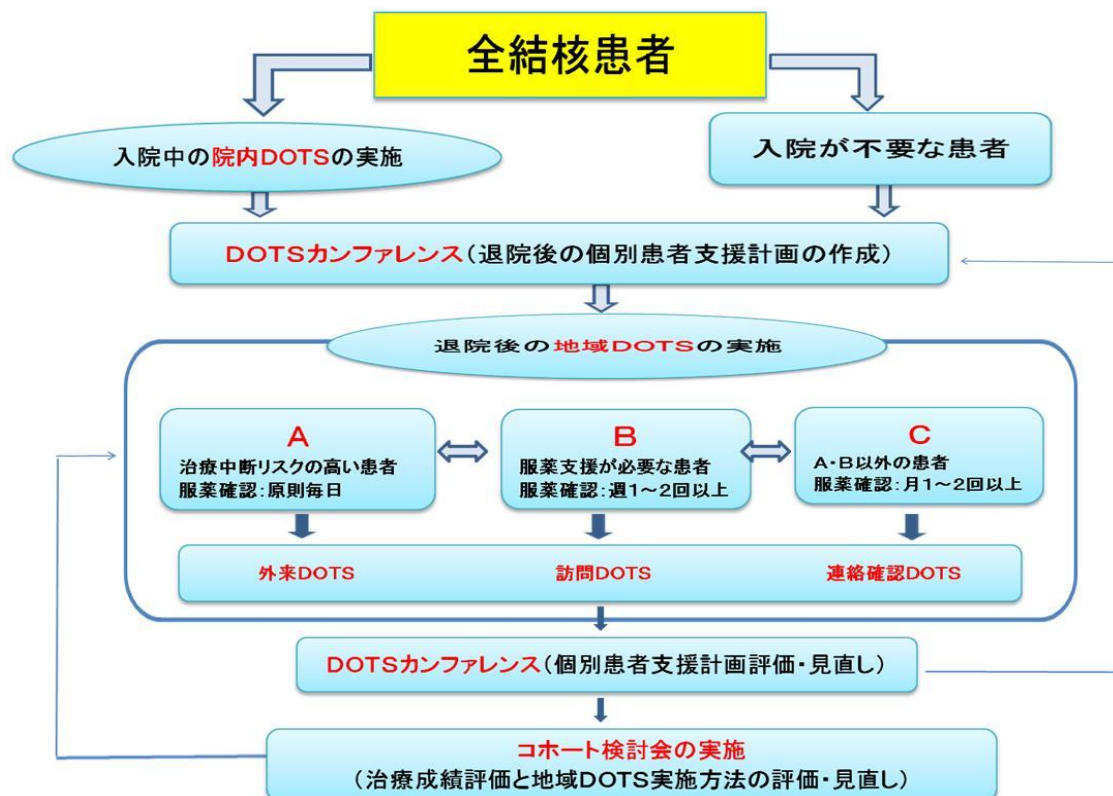 全結核患者
入院中の院内DOTSの実施
入院が不要な患者
DOTSカンファレンス(退院後の個別患者支援計画の作成)
退院後の地域DOTSの実施
A
治療中断リスクの高い患者
服薬確認:原則毎日
B
服薬支援が必要な患者
服薬確認:週1~2回以上
C
A・B以外の患者
服薬確認:月1~2回以上
外来DOTS
訪問DOTS
連絡確認DOTS
DOTSカンファレンス(個別患者支援計画評価・見直し)
コホート検討会の実施
(治療成績評価と地域DOTS実施方法の評価・見直し)